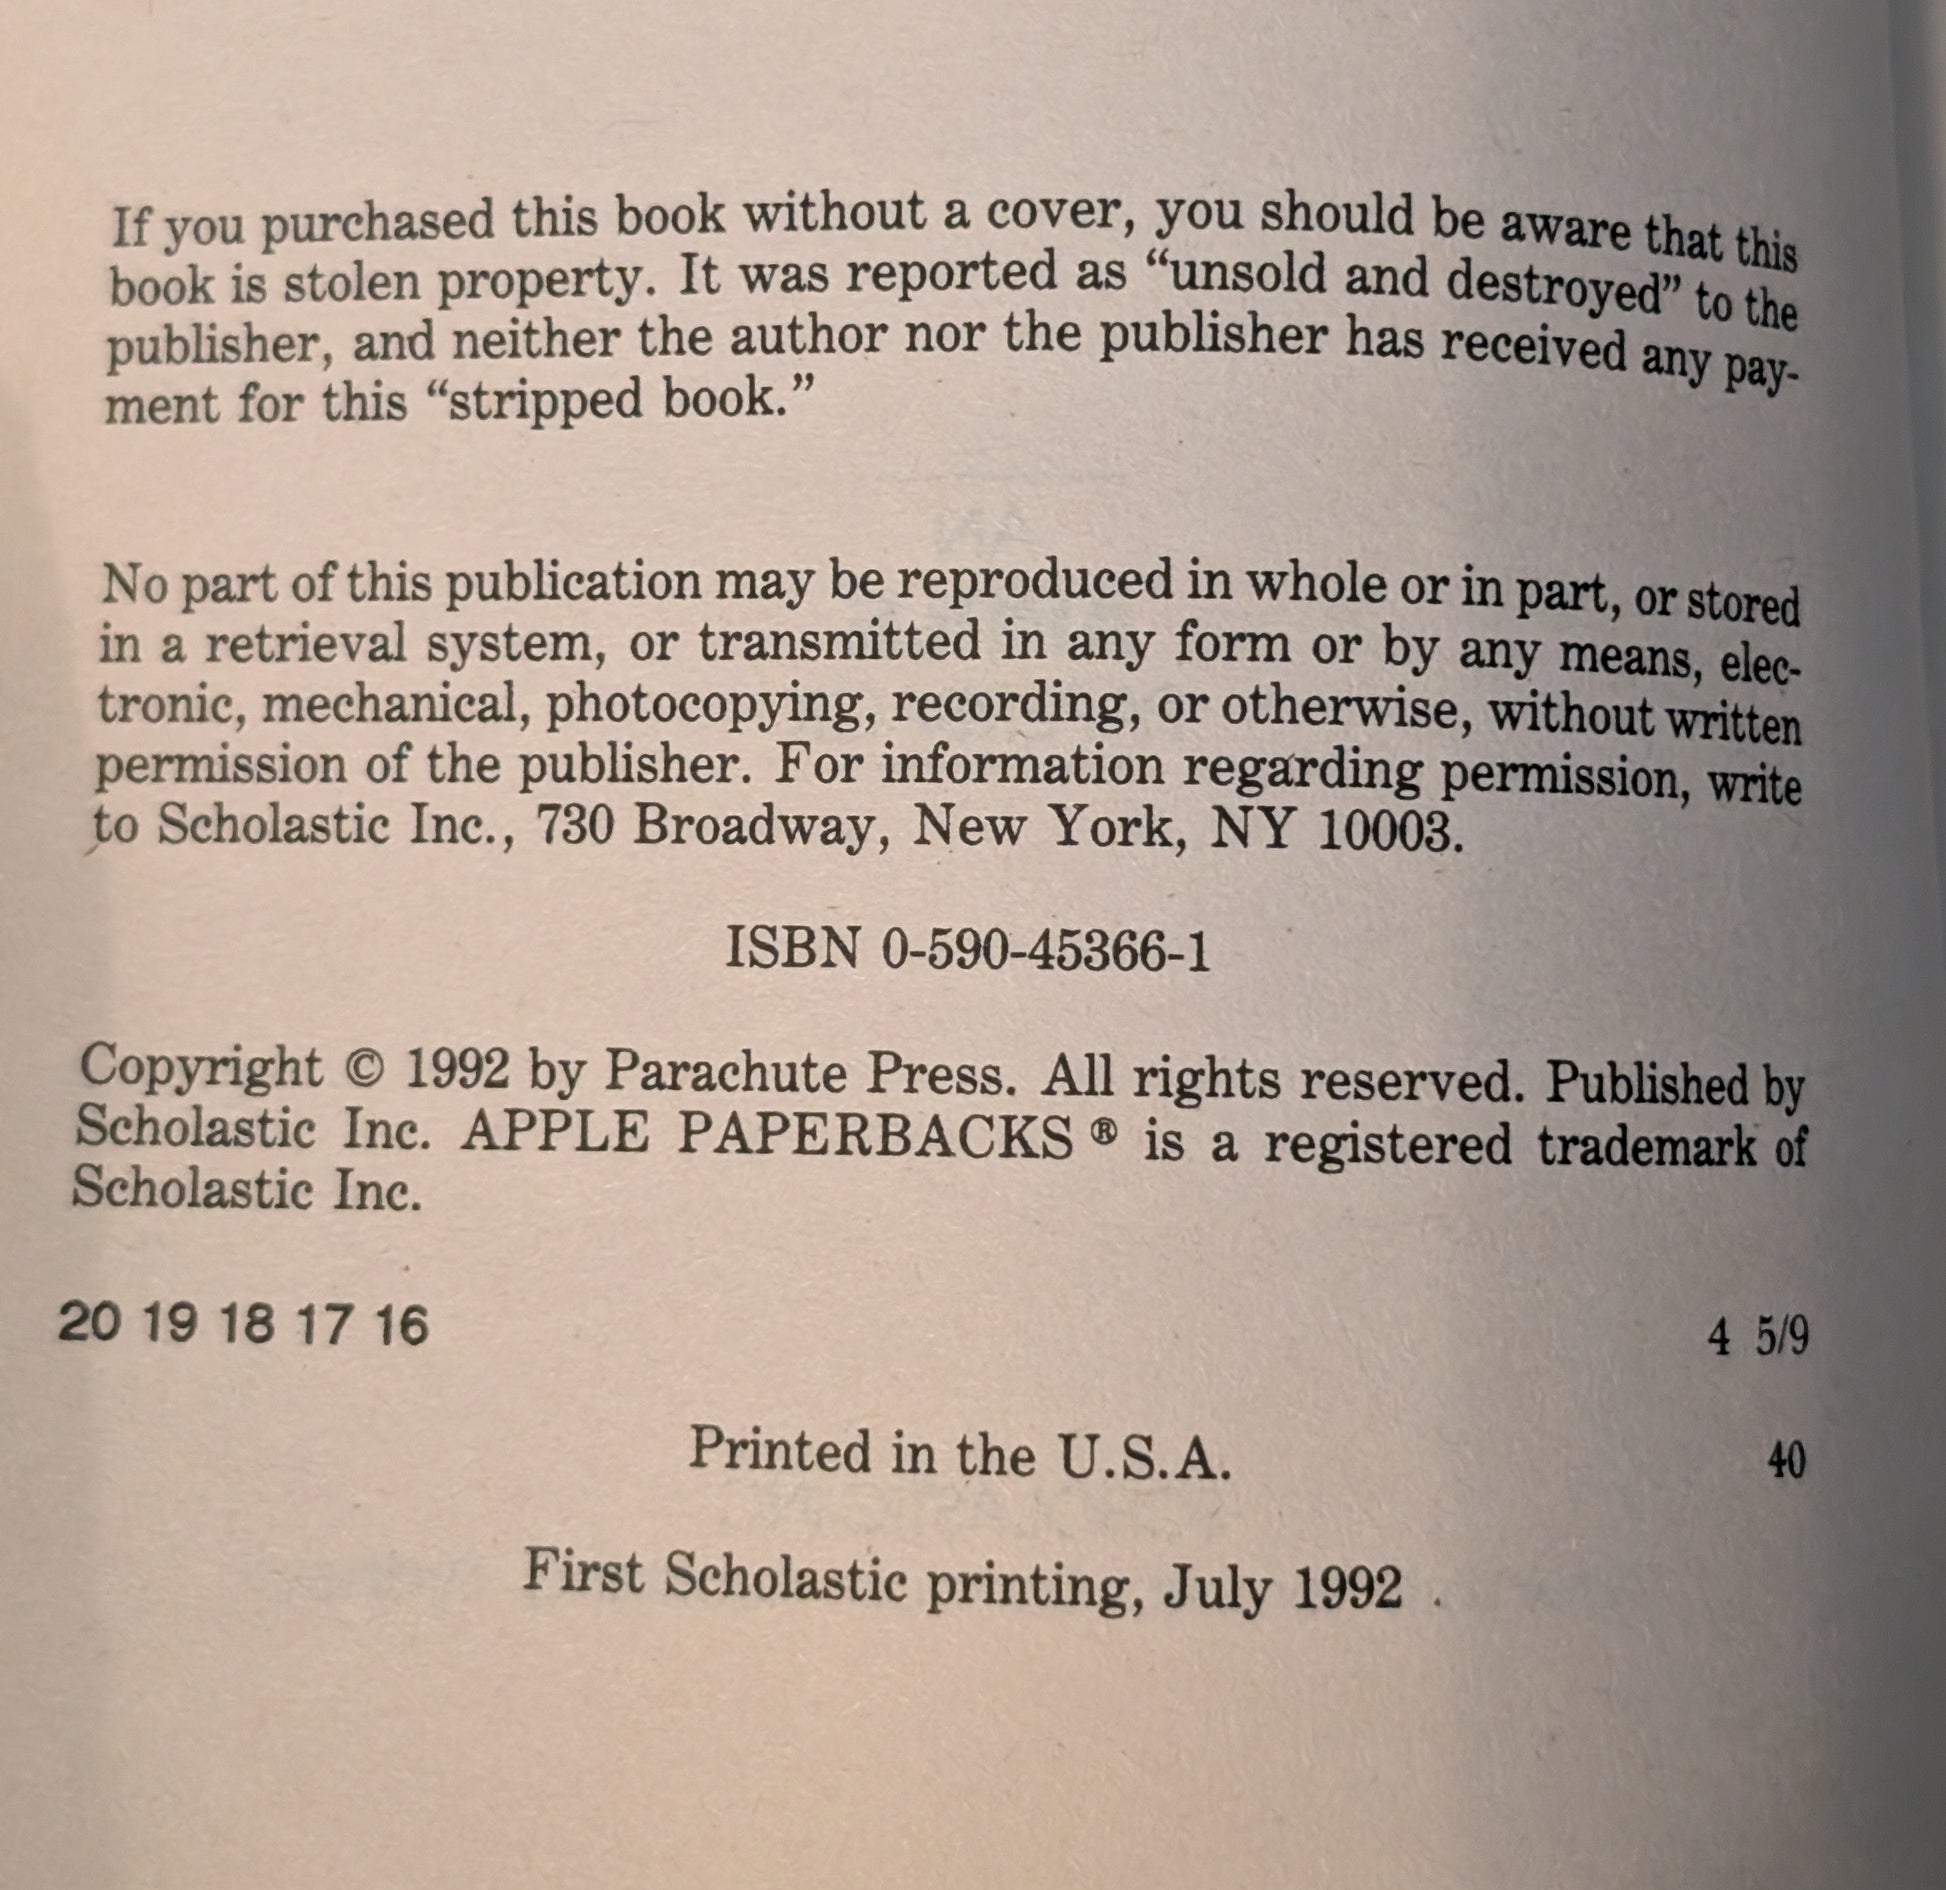 If you purchased this book without a cover, you should be aware that this
book is stolen property. It was reported as “unsold and destroyed” to the
publisher, and neither the author nor the publisher has received any pay-
ment for this “stripped book.”
No part of this publication may be reproduced in whole or in part, or stored
in a retrieval system, or transmitted in any form or by any means, elec-
tronic, mechanical, photocopying, recording, or otherwise, without written
permission of the publisher. For information regarding permission, write
to Scholastic Inc., 730 Broadway, New York, NY 10003.
ISBN 0-590-45366-1
Copyright © 1992 by Parachute Press. All rights reserved. Published by
Scholastic Inc. APPLE PAPERBACKS ® is a registered trademark of
Scholastic Inc.
20 19 18 17 16 4 5/9
Printed in the U.S.A. 40
First Scholastic printing, July 1992